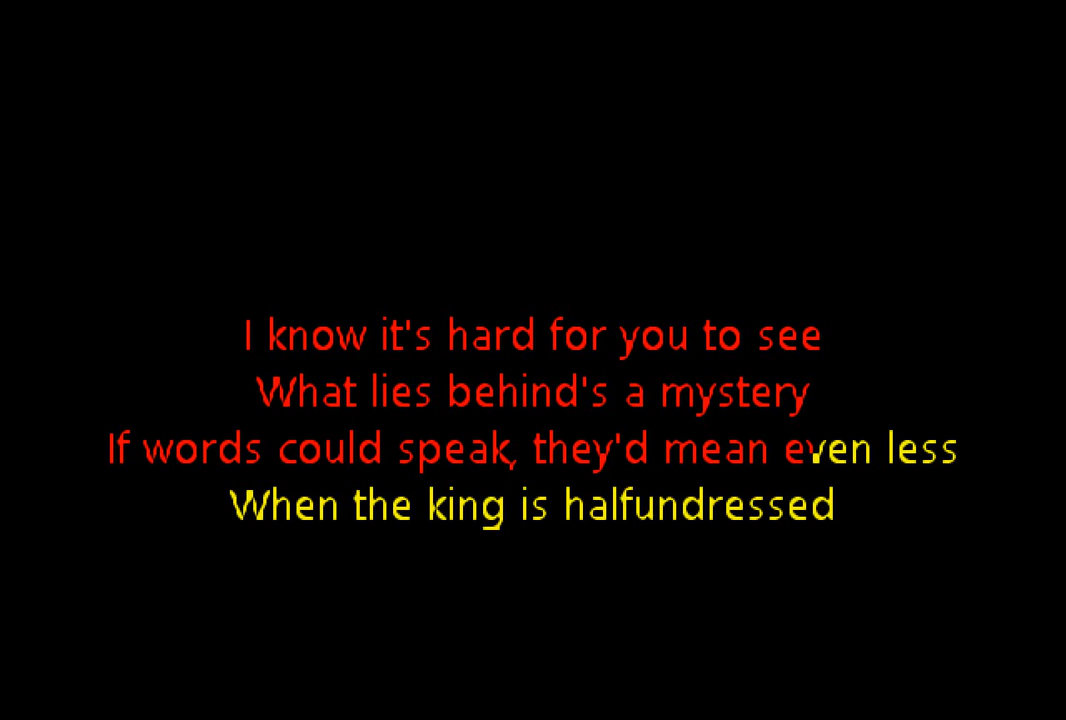 I know it's hard for you to see
What lies behind's a mystery
If words could speak, they'd mean even less
When the king is halfundressed